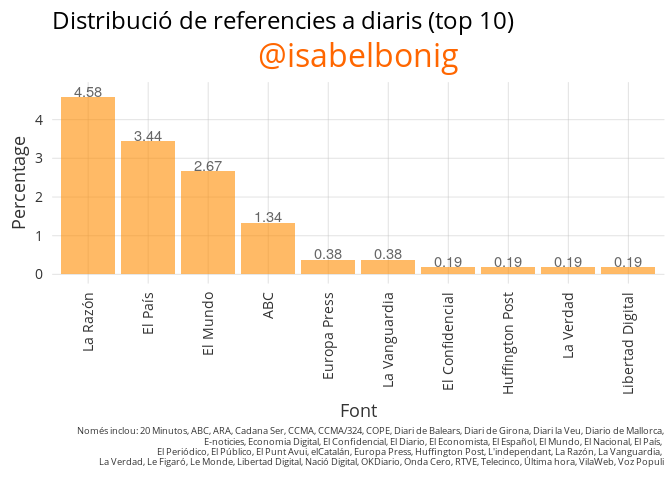 Distribució de referencies a diaris (top 10)
@isabelbonig
Percentage
4
3
2
1
0
4.58
3.44
2.67
1.34
0.38
0.38
0.19
0.19
0.19
0.19
La Razón
El País
El Mundo
ABC
Europa Press
La Vanguardia
El Confidencial
Huffington Post
La Verdad
Libertad Digital
Font
Només inclou: 20 Minutos, ABC, ARA, Cadana Ser, CCMA, CCMA/324, COPE, Diari de Balears, Diari de Girona, Diari la Veu, Diario de Mallorca,
E-noticies, Economia Digital, El Confidencial, El Diario, El Economista, El Español, El Mundo, El Nacional, El País,
El Periódico, El Público, El Punt Avui, elCatalán, Europa Press, Huffington Post, L'independant, La Razón, La Vanguardia,
La Verdad, Le Figaró, Le Monde, Libertad Digital, Nació Digital, OKDiario, Onda Cero, RTVE, Telecinco, Última hora, VilaWeb, Voz Populi